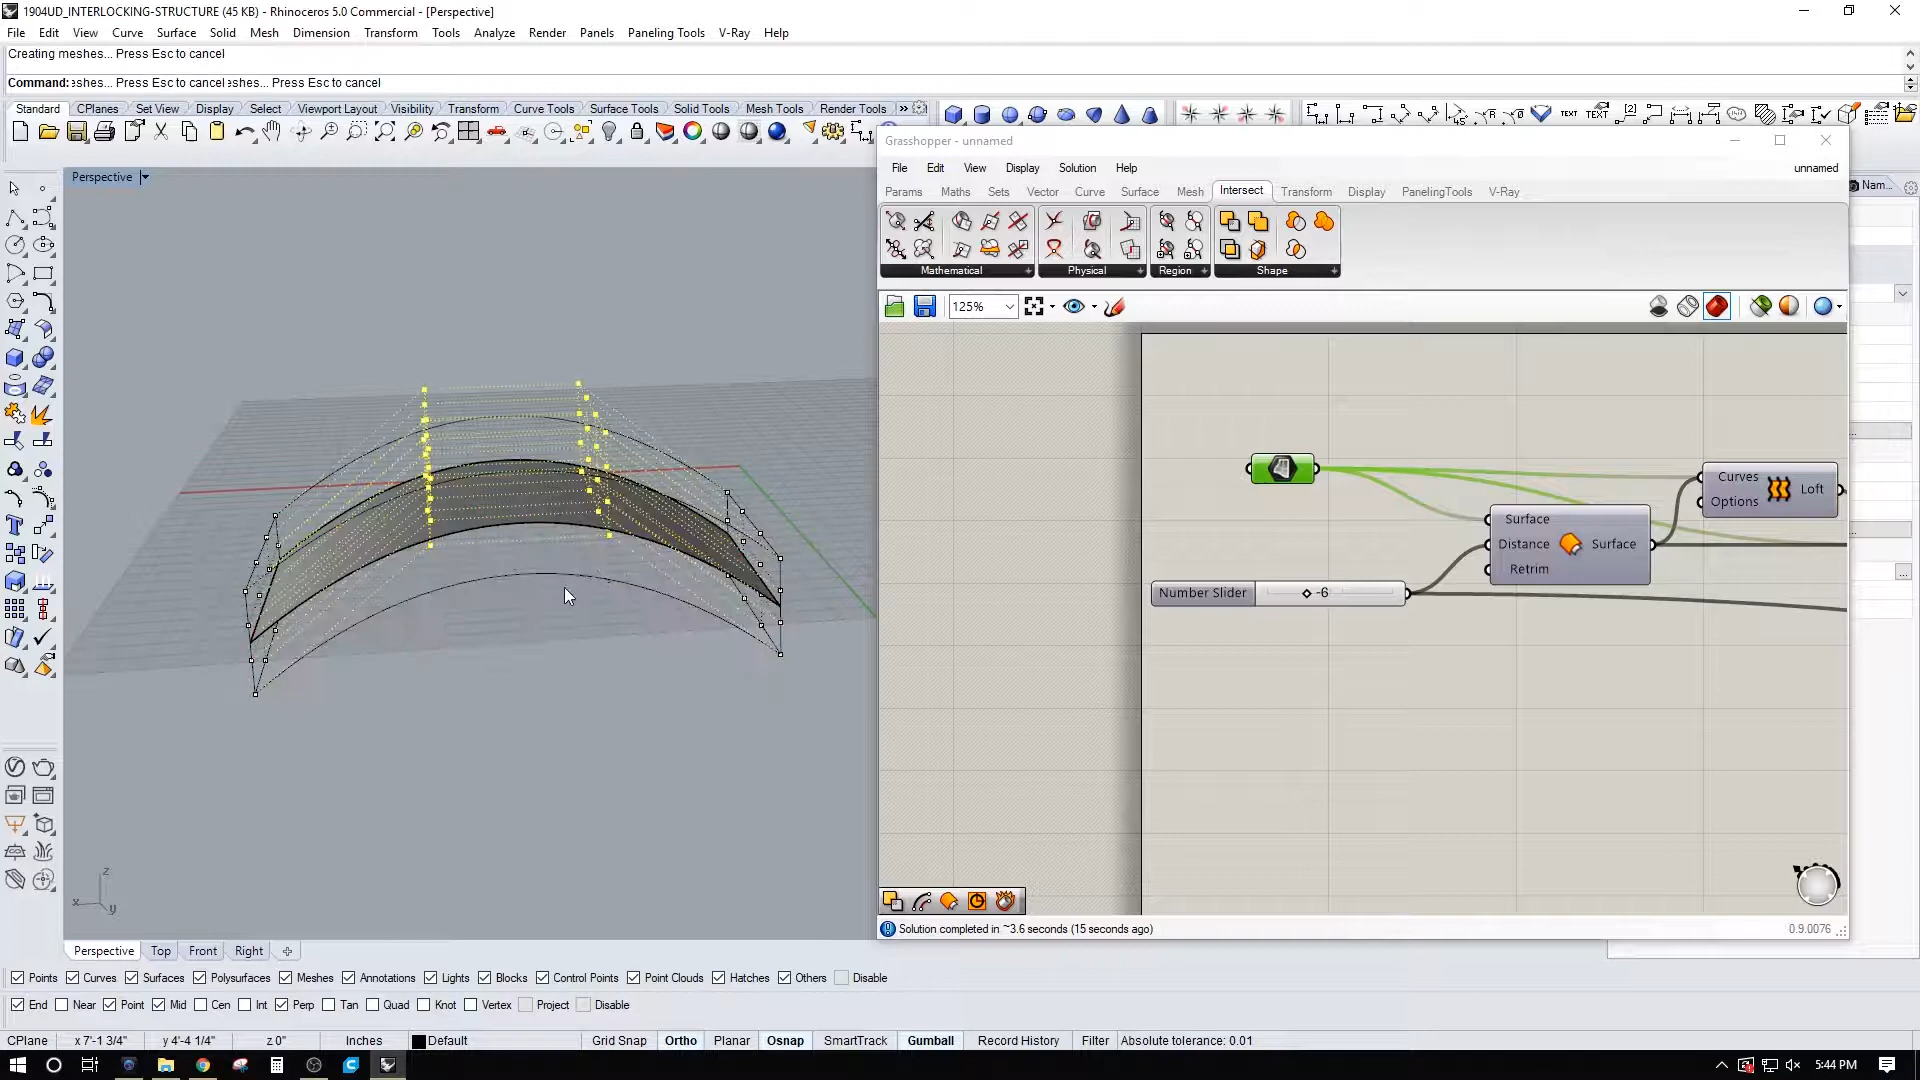 1904UD_INTERLOCKING-STRUCTURE (45 KB) - Rhinoceros 5.0 Commercial - [Perspective]
File Edit View Curve Surface Solid Mesh Dimension Transform Tools Analyze Render Panels Paneling Tools V-Ray Help
Creating meshes... Press Esc to cancel
Command: eshes... Press Esc to cancel eshes... Press Esc to cancel
Standard CPlanes Set View Display Select Viewport Layout Visibility Transform Curve Tools Surface Tools Solid Tools Mesh Tools Render Tools
TEXT TEXT
Grasshopper - unnamed
File Edit View Display Solution Help unnamed
Perspective
Nam...
Params Maths Sets Vector Curve Surface Mesh Intersect Transform Display PanelingTools V-Ray
Mathematical Physical Region Shape
125%
Curves
Options
Loft
Surface
Distance
Retrim
Surface
Number Slider -6
z
x
y
Solution completed in ~3.6 seconds (15 seconds ago) 0.9.0076
Perspective Top Front Right
Points Curves Surfaces Polysurfaces Meshes Annotations Lights Blocks Control Points Point Clouds Hatches Others Disable
End Near Point Mid Cen Int Perp Tan Quad Knot Vertex Project Disable
CPlane x 7'-1 3/4" y 4'-4 1/4" z 0" Inches Default Grid Snap Ortho Planar Osnap SmartTrack Gumball Record History Filter Absolute tolerance: 0.01
5:44 PM